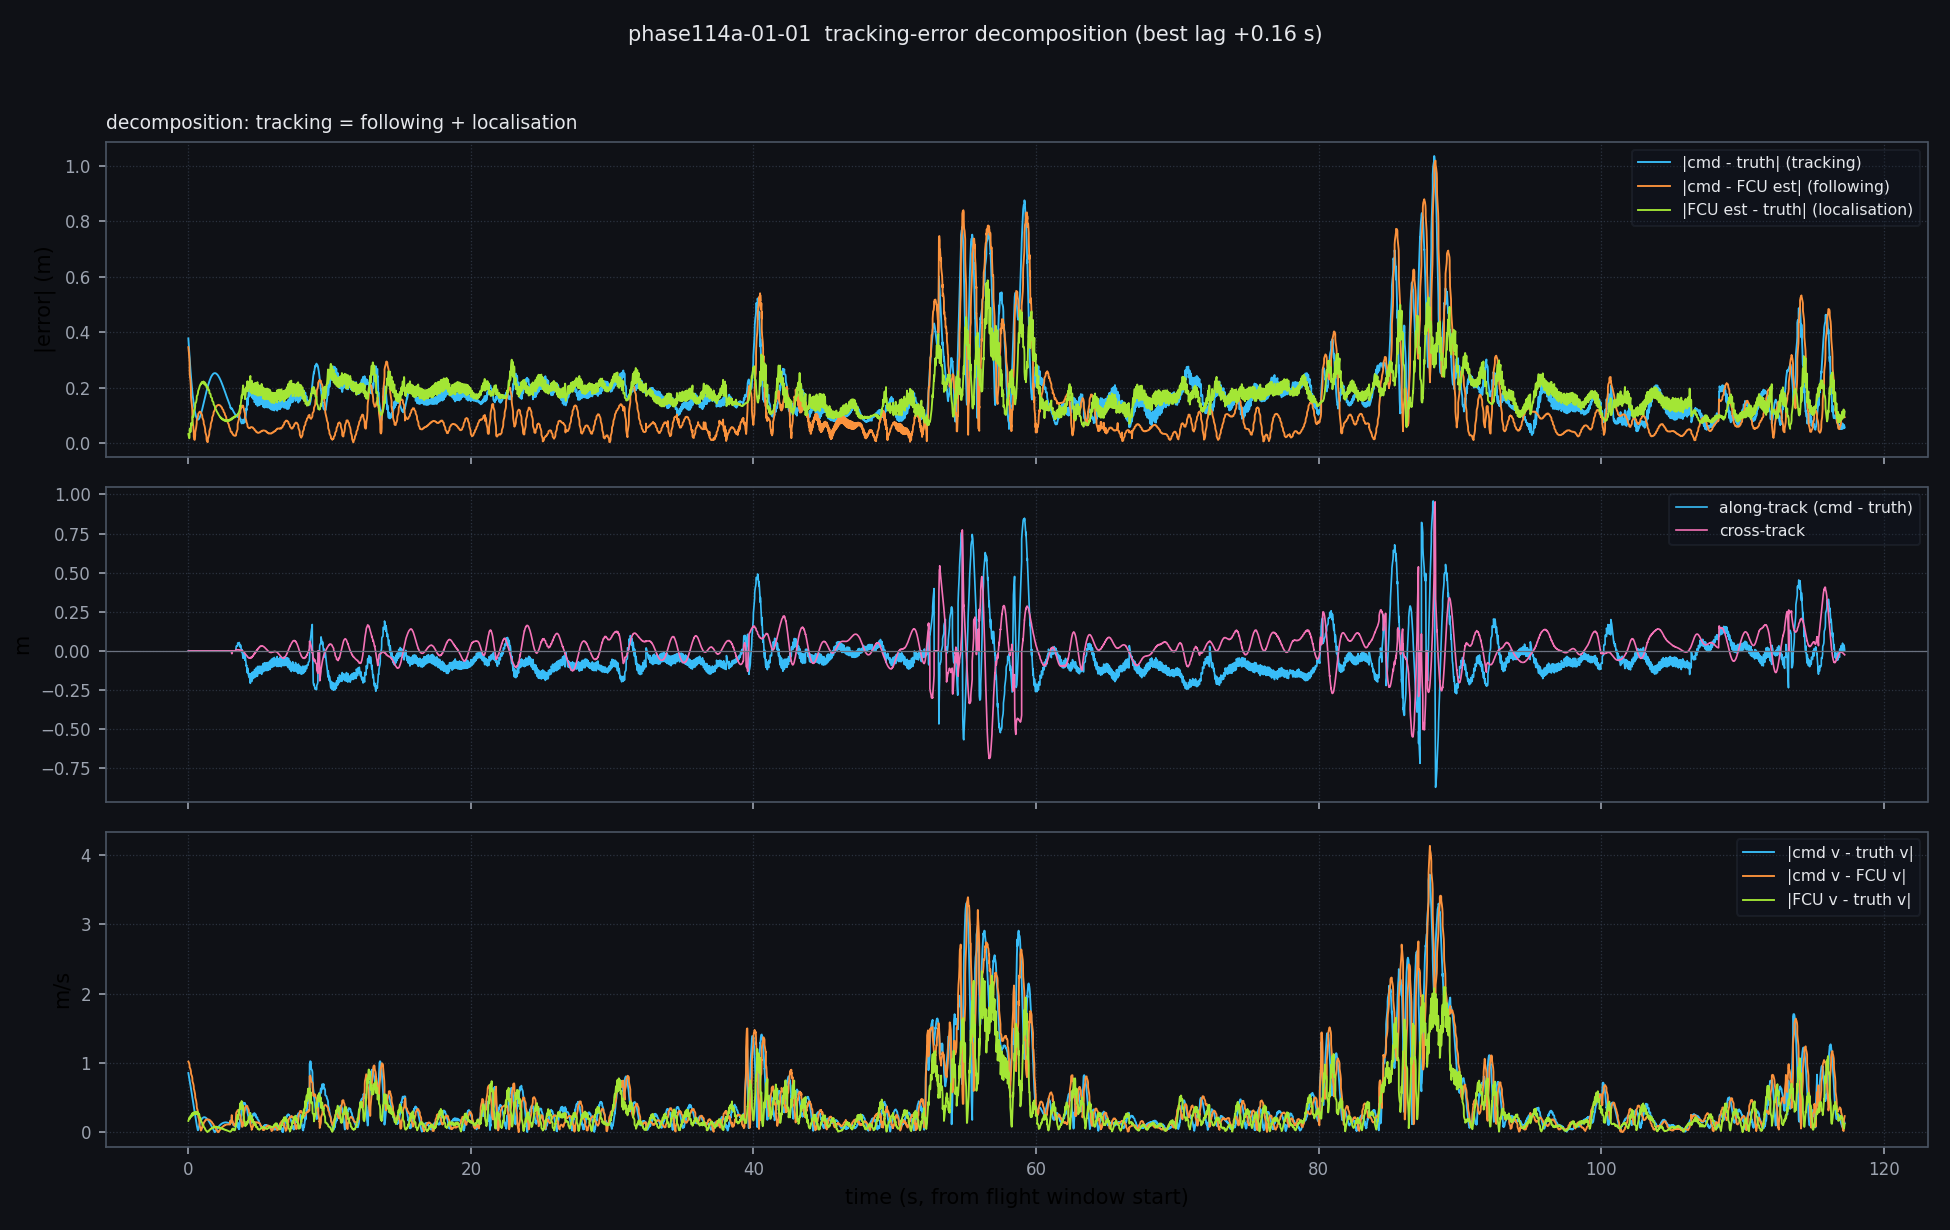 phase114a-01-01  tracking-error decomposition (best lag +0.16 s)
decomposition: tracking = following + localisation
|error| (m)
1.0
0.8
0.6
0.4
0.2
0.0
|cmd - truth| (tracking)
|cmd - FCU est| (following)
|FCU est - truth| (localisation)
m
1.00
0.75
0.50
0.25
0.00
−0.25
−0.50
−0.75
along-track (cmd - truth)
cross-track
m/s
4
3
2
1
0
|cmd v - truth v|
|cmd v - FCU v|
|FCU v - truth v|
0 20 40 60 80 100 120
time (s, from flight window start)